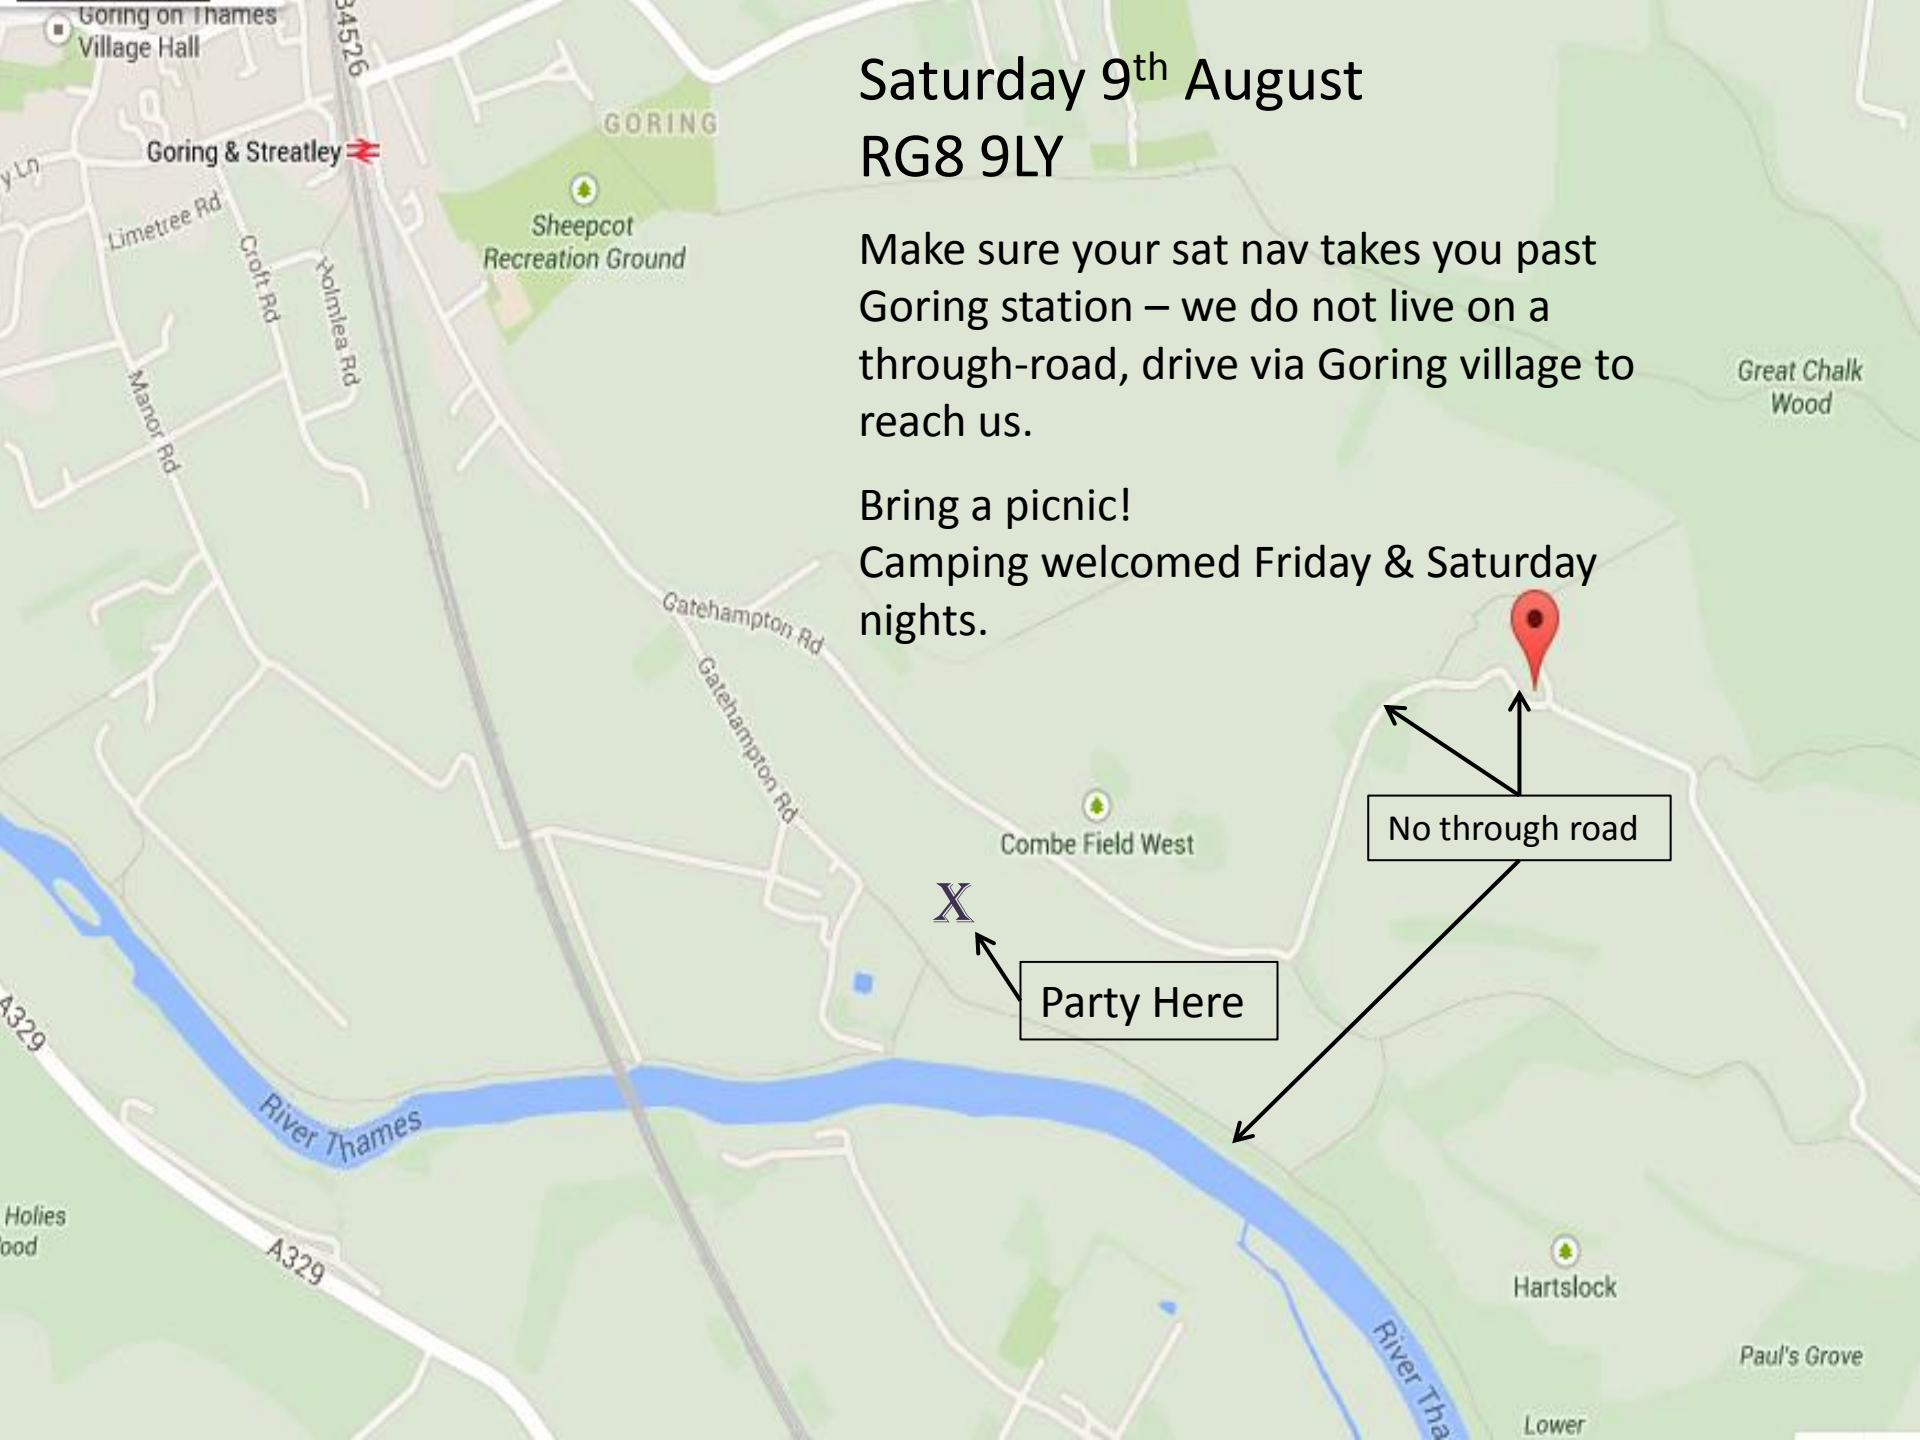 Goring on Thames
Village Hall
B4526
Saturday 9th August
RG8 9LY
GORING
Goring & Streatley
y Ln
Limetree Rd
Sheepcot
Recreation Ground
Croft Rd
Holmlea Rd
Manor Rd
Make sure your sat nav takes you past
Goring station – we do not live on a
through-road, drive via Goring village to
reach us.
Great Chalk
Wood
Bring a picnic!
Camping welcomed Friday & Saturday
nights.
Gatehampton Rd
Gatehampton Rd
Combe Field West
No through road
X
Party Here
A329
River Thames
Holies
ood
A329
Hartslock
River Tha
Paul's Grove
Lower